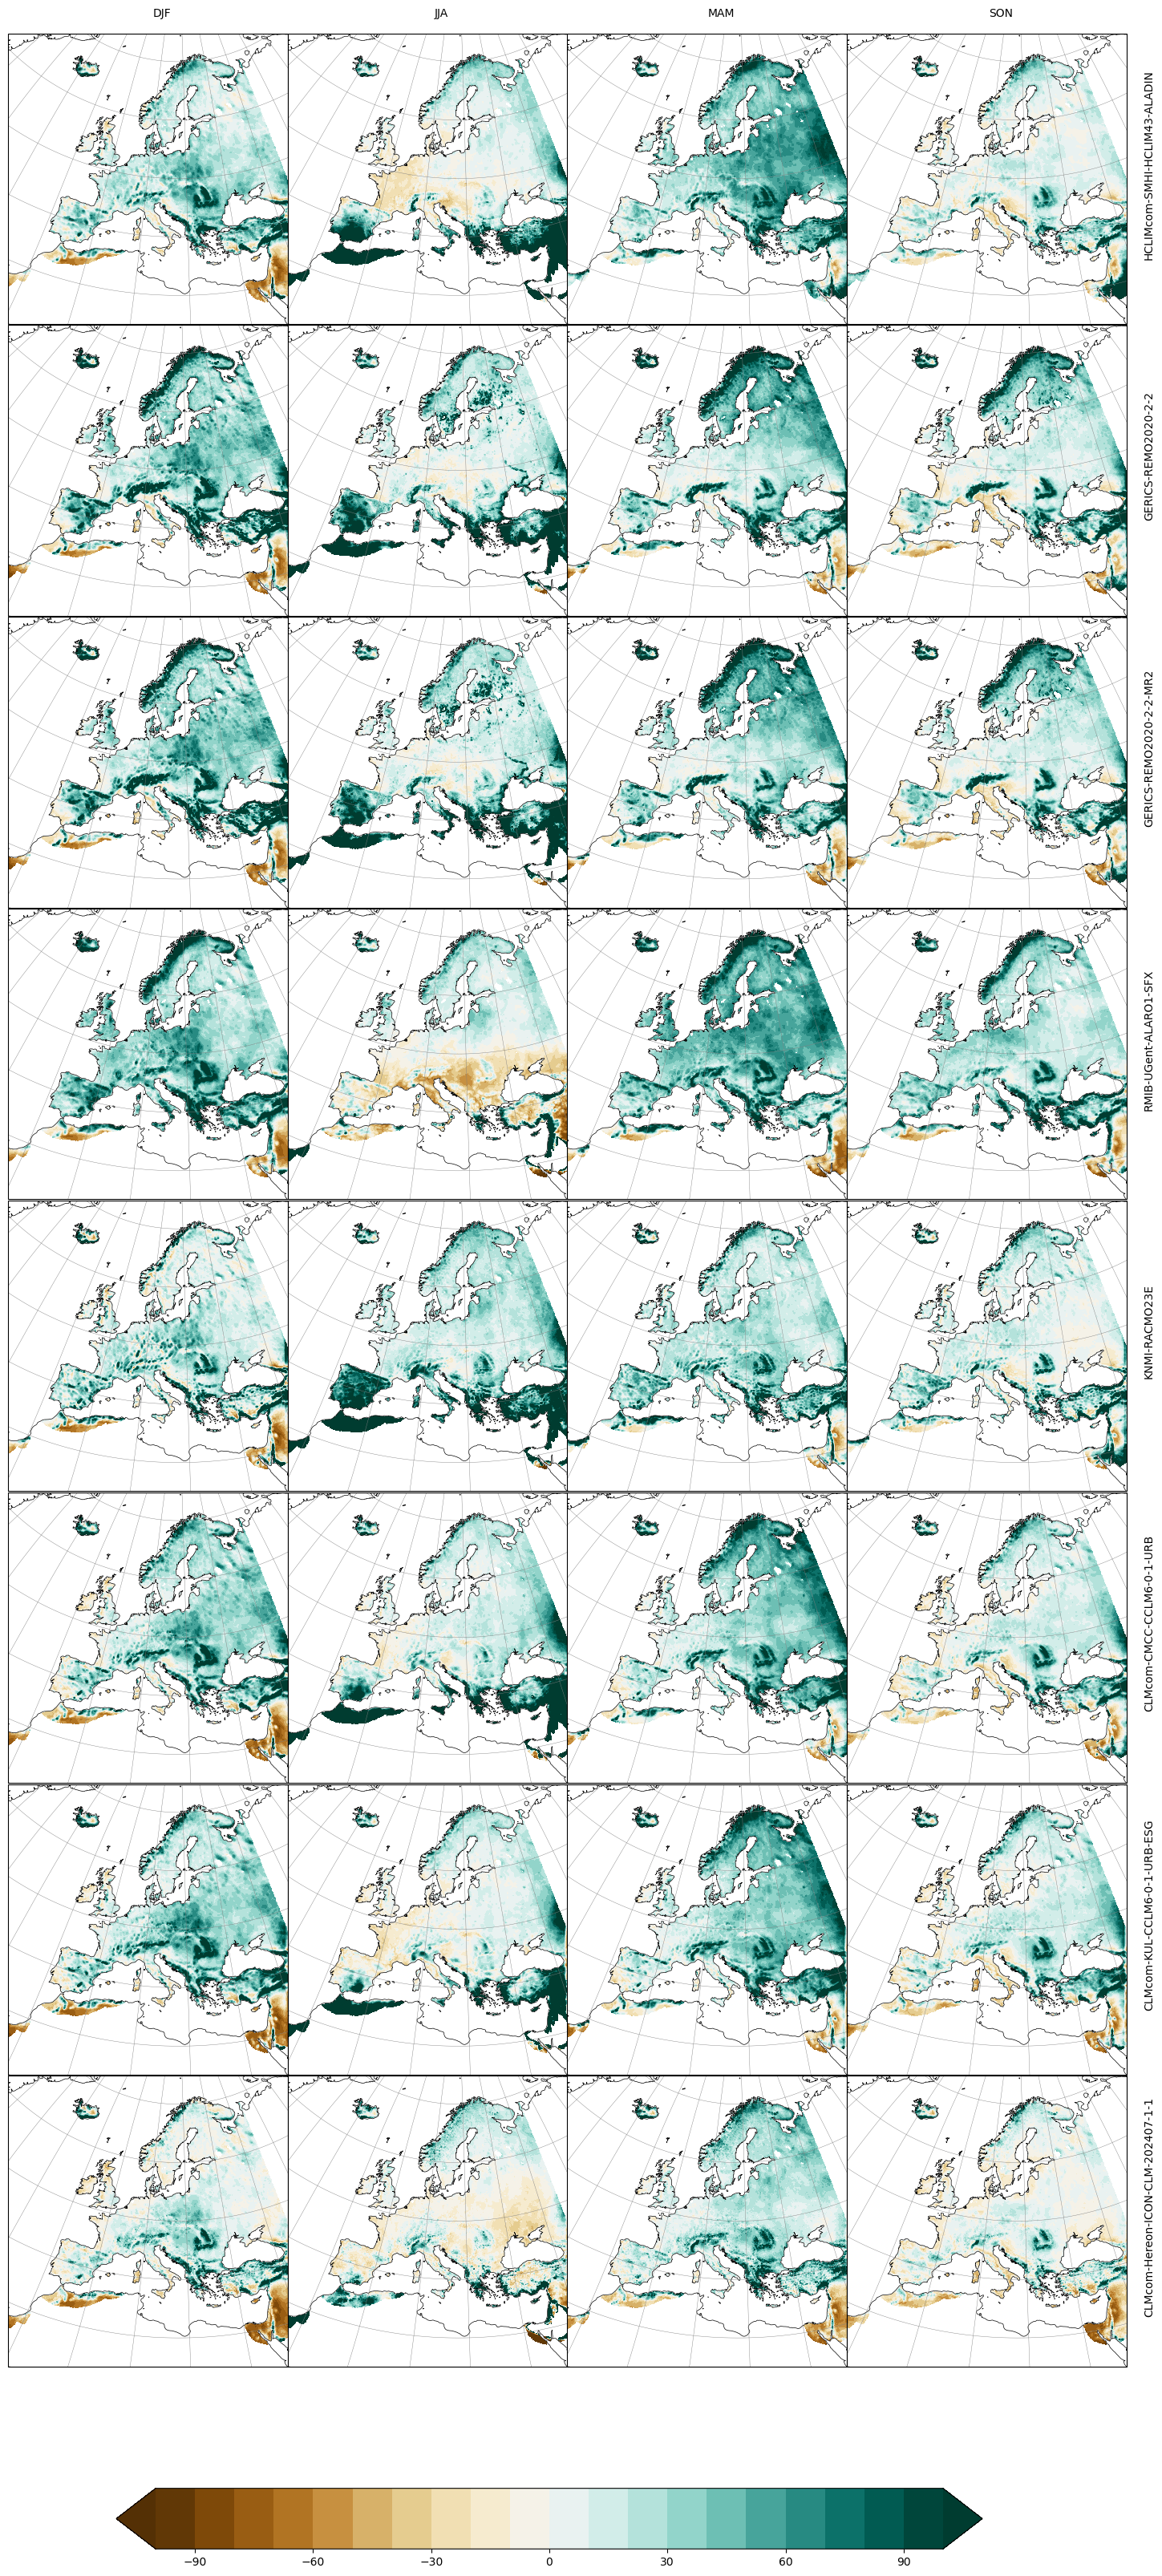 DJF
JJA
MAM
SON
HCLIMcom-SMHI-HCLIM43-ALADIN
GERICS-REMO2020-2-2
GERICS-REMO2020-2-2-MR2
RMIB-UGent-ALARO1-SFX
KNMI-RACMO23E
CLMcom-CMCC-CCLM6-0-1-URB
CLMcom-KUL-CCLM6-0-1-URB-ESG
CLMcom-Hereon-ICON-CLM-202407-1-1
−90
−60
−30
0
30
60
90